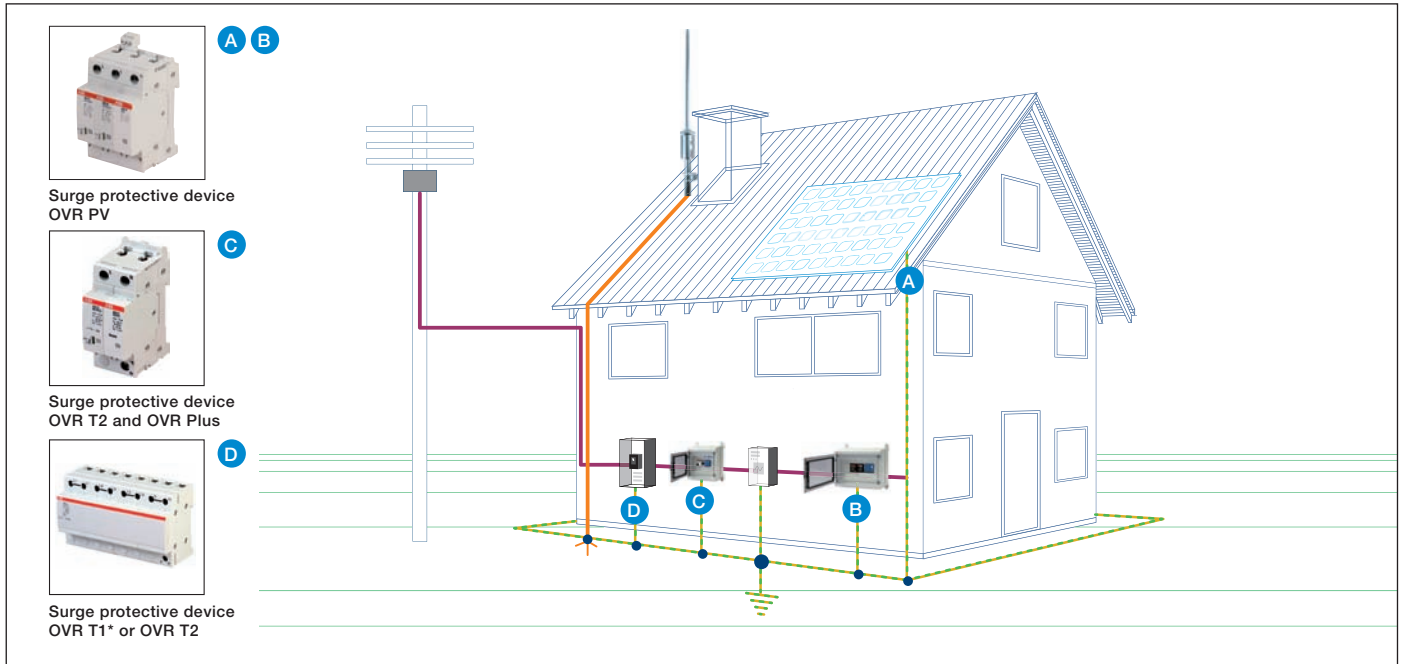 A B
Surge protective device
OVR PV
C
Surge protective device
OVR T2 and OVR Plus
D
Surge protective device
OVR T1* or OVR T2
A
D
C
B